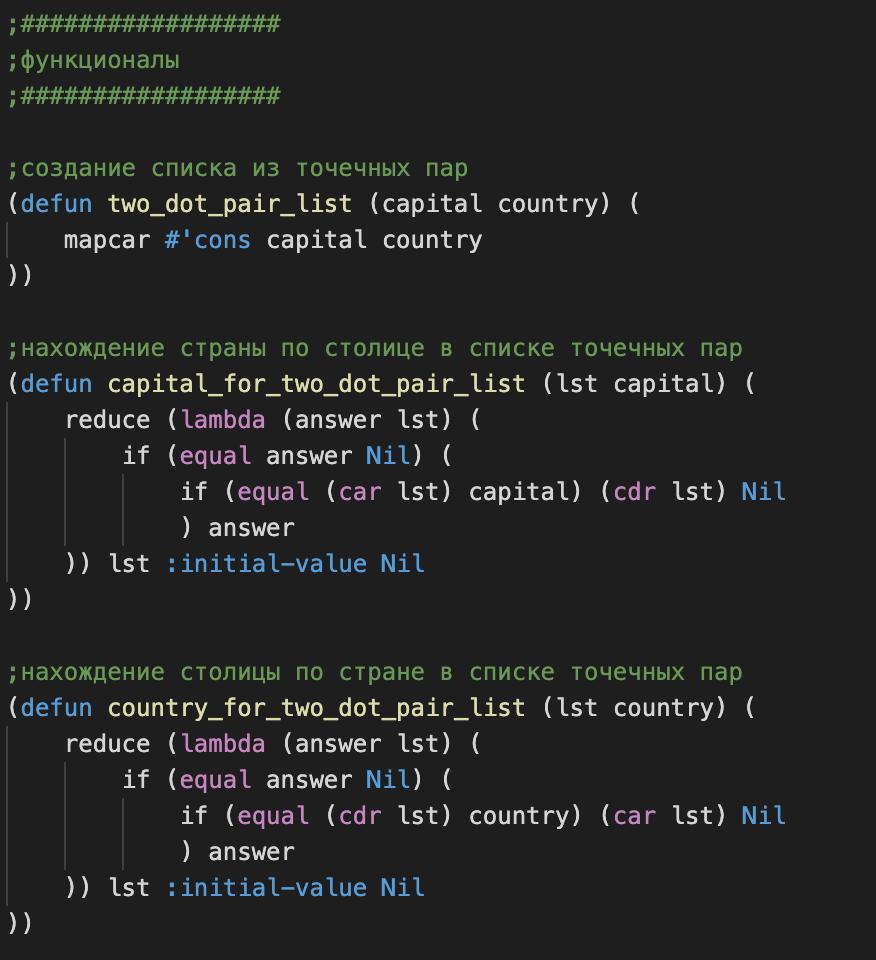 ;##################
;функционалы
;##################

;создание списка из точечных пар
(defun two_dot_pair_list (capital country) (
    mapcar #'cons capital country
))

;нахождение страны по столице в списке точечных пар
(defun capital_for_two_dot_pair_list (lst capital) (
    reduce (lambda (answer lst) (
        if (equal answer Nil) (
            if (equal (car lst) capital) (cdr lst) Nil
            ) answer
    )) lst :initial-value Nil
))

;нахождение столицы по стране в списке точечных пар
(defun country_for_two_dot_pair_list (lst country) (
    reduce (lambda (answer lst) (
        if (equal answer Nil) (
            if (equal (cdr lst) country) (car lst) Nil
            ) answer
    )) lst :initial-value Nil
))